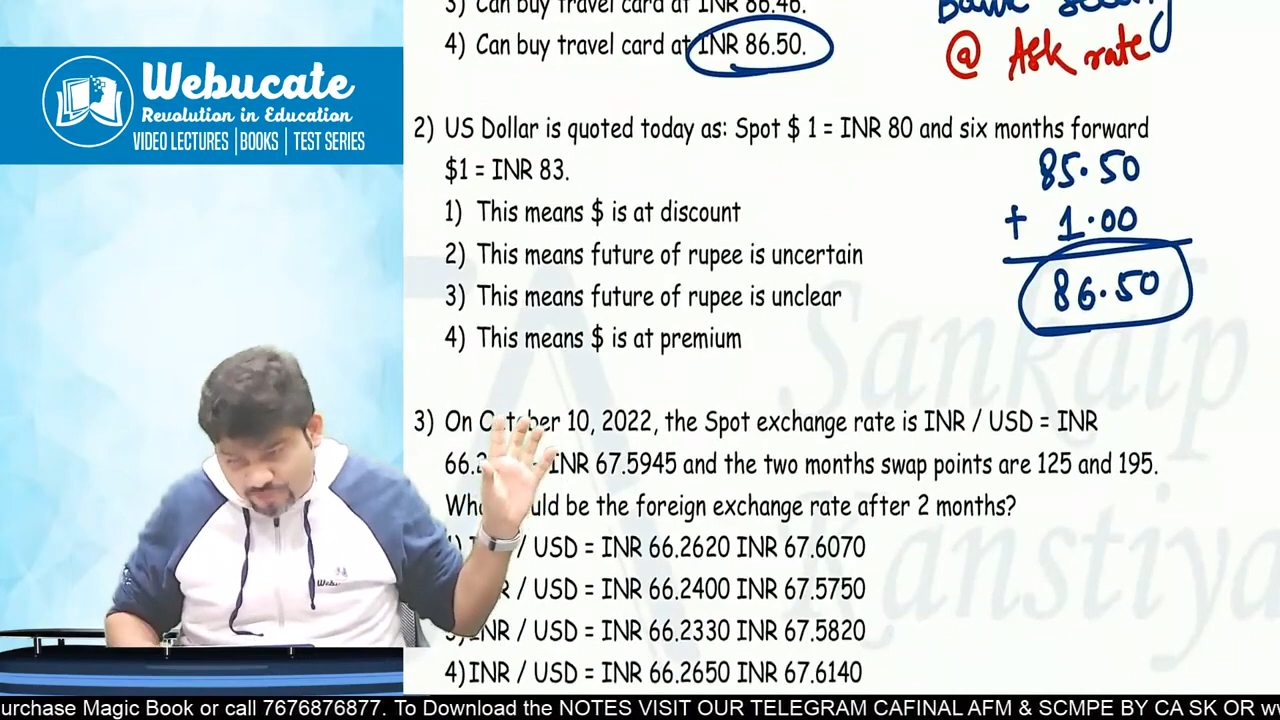 3) Can buy travel card at INR 86.46.
4) Can buy travel card at INR 86.50.
@ Ask rate
Webucate
Revolution in Education
VIDEO LECTURES | BOOKS | TEST SERIES
2) US Dollar is quoted today as: Spot $ 1 = INR 80 and six months forward
$1 = INR 83.
1) This means $ is at discount
2) This means future of rupee is uncertain
3) This means future of rupee is unclear
4) This means $ is at premium
85.50
+ 1.00
86.50
Sankalp
Kanstiya
3) On October 10, 2022, the Spot exchange rate is INR / USD = INR
66.2 INR 67.5945 and the two months swap points are 125 and 195.
would be the foreign exchange rate after 2 months?
/ USD = INR 66.2620 INR 67.6070
/ USD = INR 66.2400 INR 67.5750
INR / USD = INR 66.2330 INR 67.5820
4) INR / USD = INR 66.2650 INR 67.6140
urchase Magic Book or call 7676876877. To Download the NOTES VISIT OUR TELEGRAM CAFINAL AFM & SCMPE BY CA SK OR w